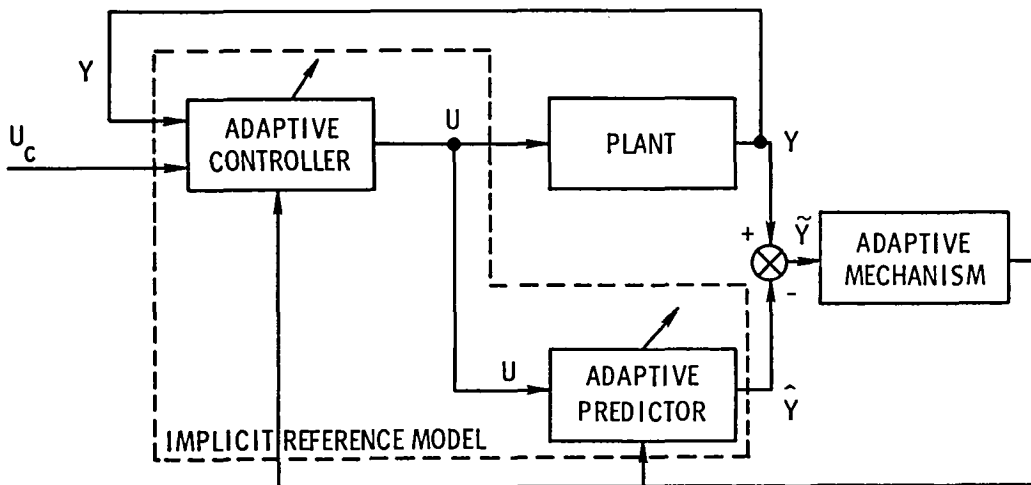 Y
U_c
ADAPTIVE
CONTROLLER
U
PLANT
Y
+
Ỹ
-
ADAPTIVE
MECHANISM
U
ADAPTIVE
PREDICTOR
Ŷ
IMPLICIT REFERENCE MODEL